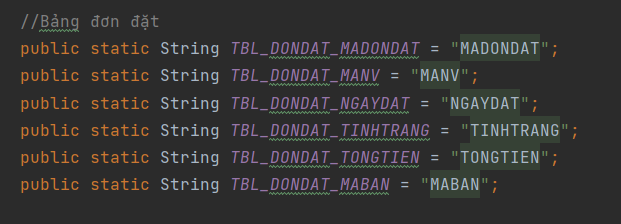 //Bảng đơn đặt
public static String TBL_DONDAT_MADONDAT = "MADONDAT";
public static String TBL_DONDAT_MANV = "MANV";
public static String TBL_DONDAT_NGAYDAT = "NGAYDAT";
public static String TBL_DONDAT_TINHTRANG = "TINHTRANG";
public static String TBL_DONDAT_TONGTIEN = "TONGTIEN";
public static String TBL_DONDAT_MABAN = "MABAN";